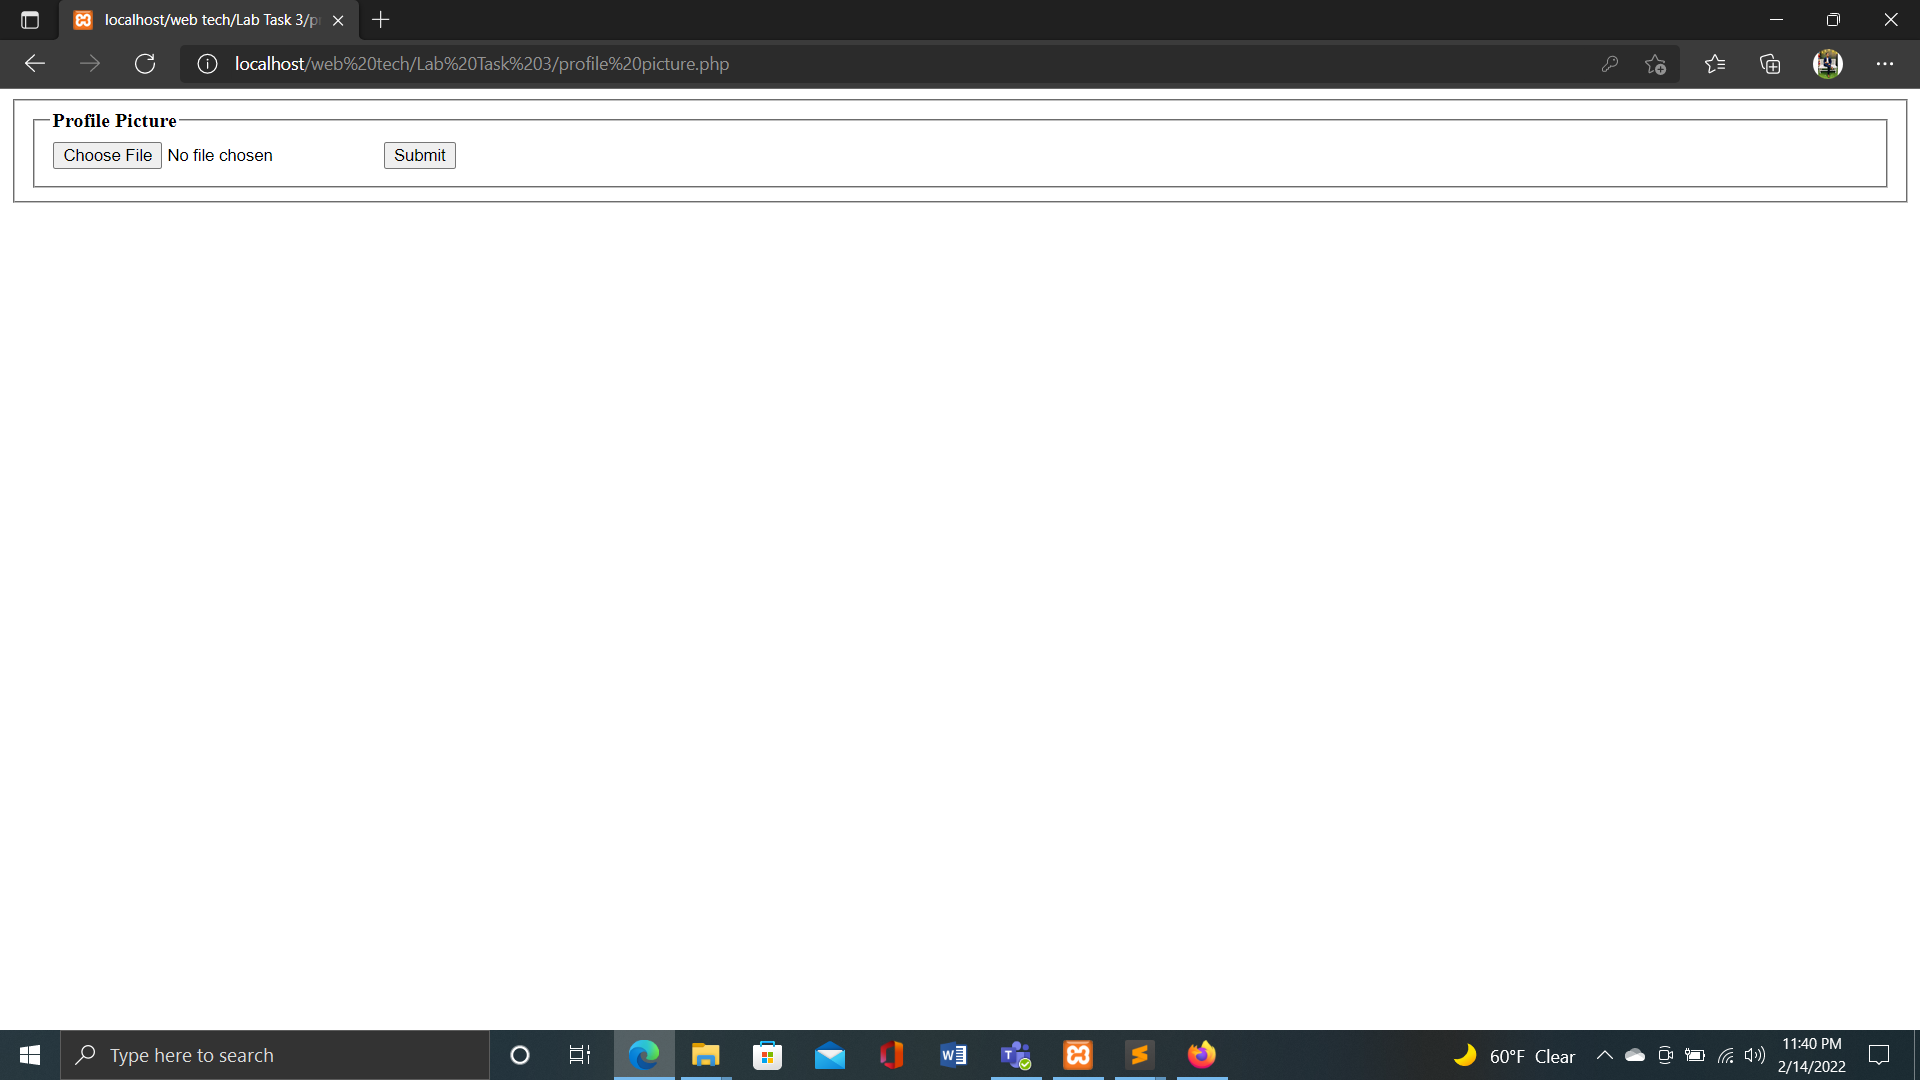 localhost/web tech/Lab Task 3/p
localhost/web%20tech/Lab%20Task%203/profile%20picture.php
Profile Picture
Choose File No file chosen Submit
Type here to search
60°F Clear
11:40 PM
2/14/2022